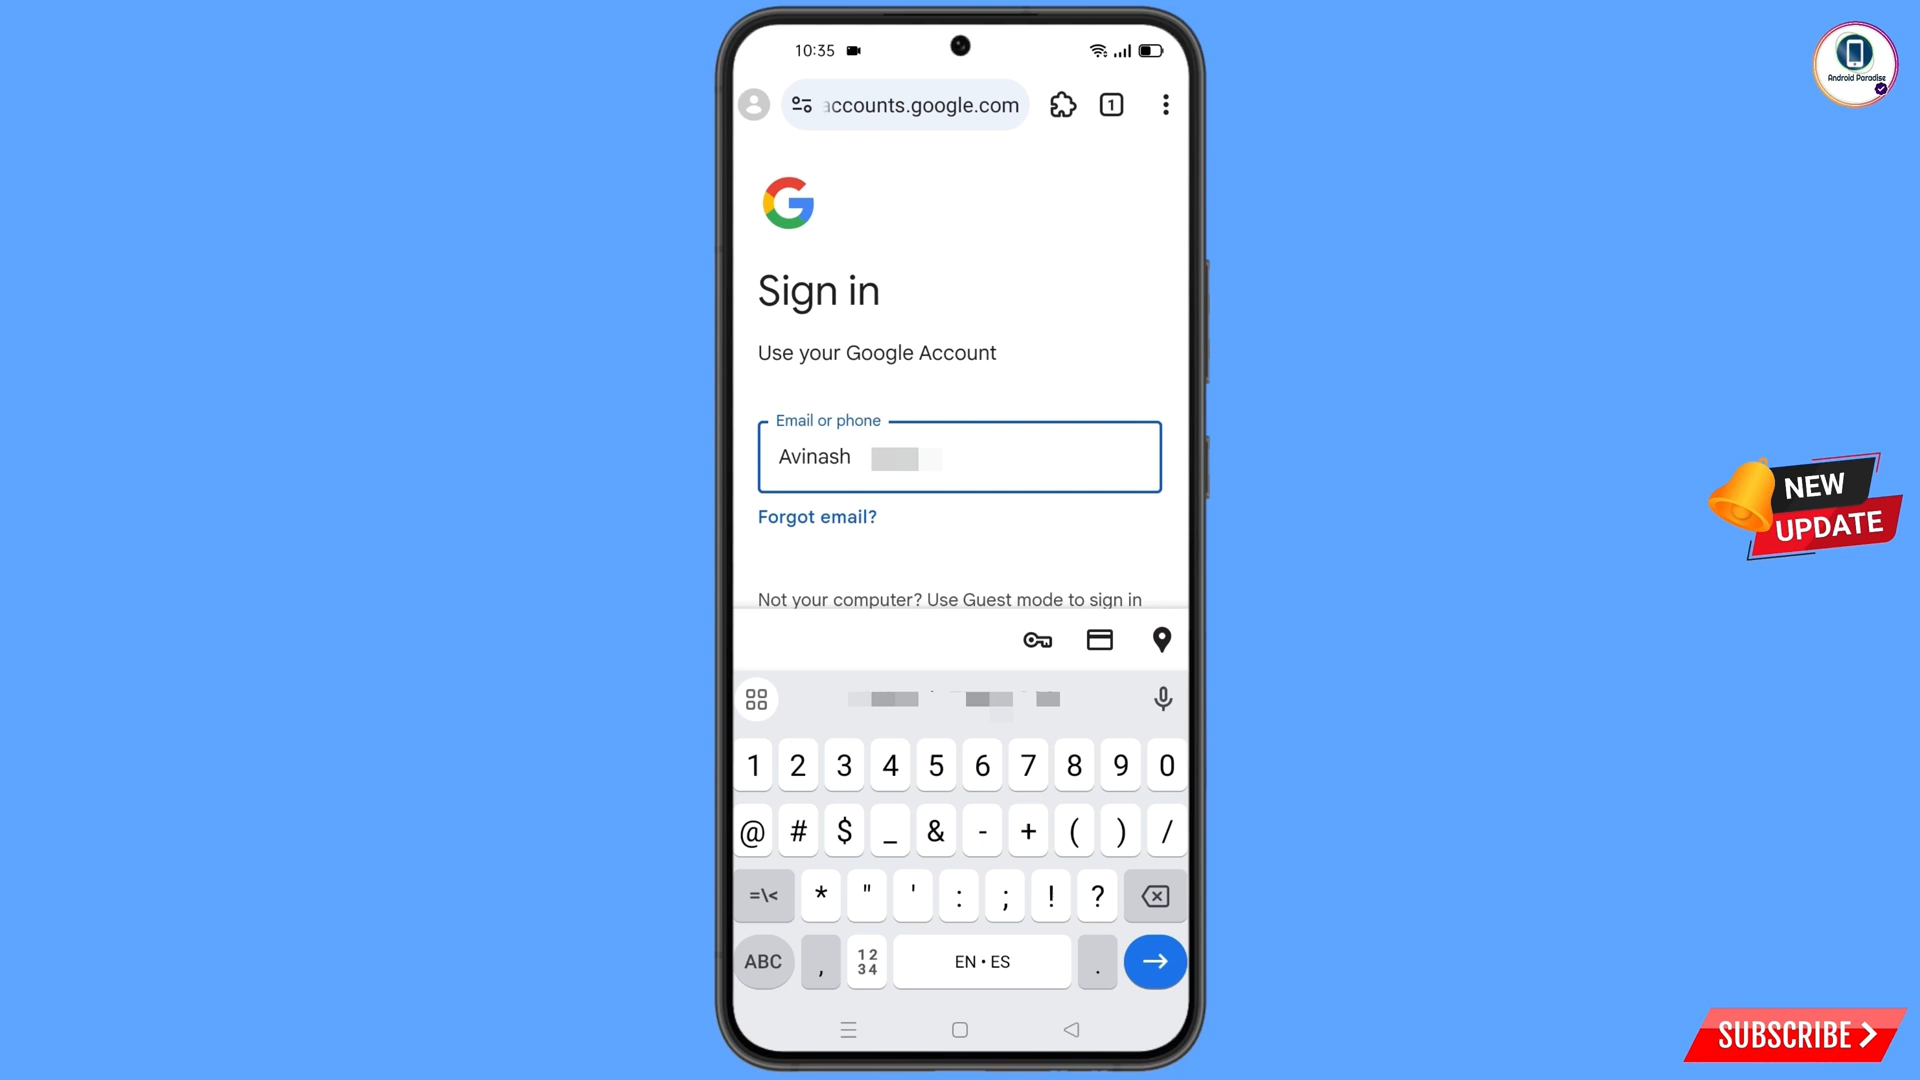 10:35
accounts.google.com
1
Android Paradise
Sign in
Use your Google Account
Email or phone
Avinash
Forgot email?
NEW
UPDATE
Not your computer? Use Guest mode to sign in
1 2 3 4 5 6 7 8 9 0
@ # $ _ & - + ( ) /
=\< * " ' : ; ! ?
ABC , 12 34 EN • ES .
SUBSCRIBE